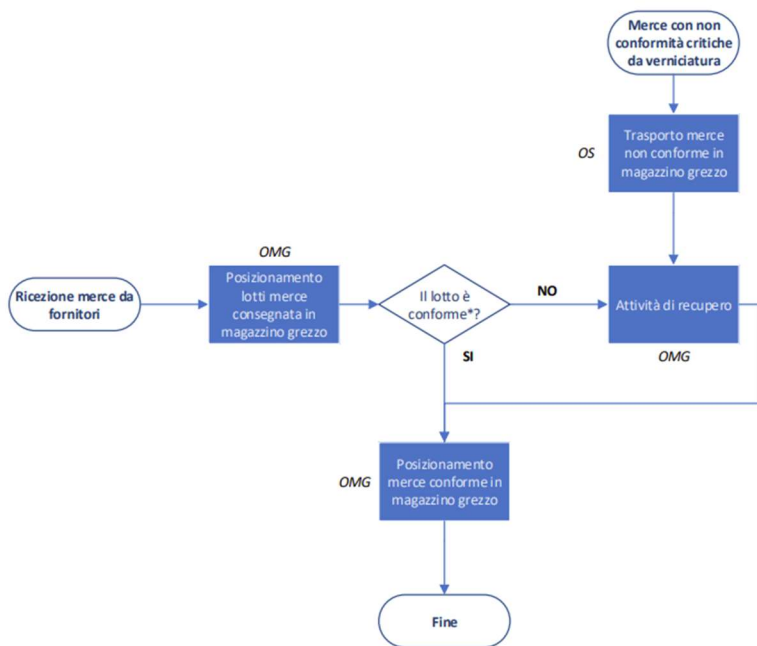 Merce con non
conformità critiche
da verniciatura
OS
Trasporto merce
non conforme in
magazzino grezzo
OMG
Ricezione merce da
fornitori
Posizionamento
lotti merce
consegnata in
magazzino grezzo
Il lotto è
conforme*?
NO
Attività di recupero
OMG
SI
OMG
Posizionamento
merce conforme in
magazzino grezzo
Fine